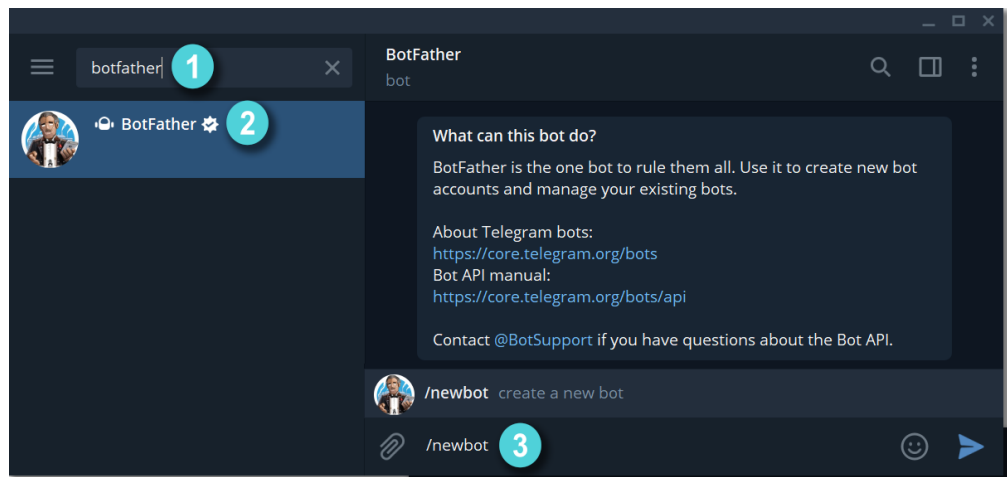 botfather 1
BotFather 2
BotFather
bot
What can this bot do?
BotFather is the one bot to rule them all. Use it to create new bot
accounts and manage your existing bots.
About Telegram bots:
https://core.telegram.org/bots
Bot API manual:
https://core.telegram.org/bots/api
Contact @BotSupport if you have questions about the Bot API.
/newbot create a new bot
/newbot 3